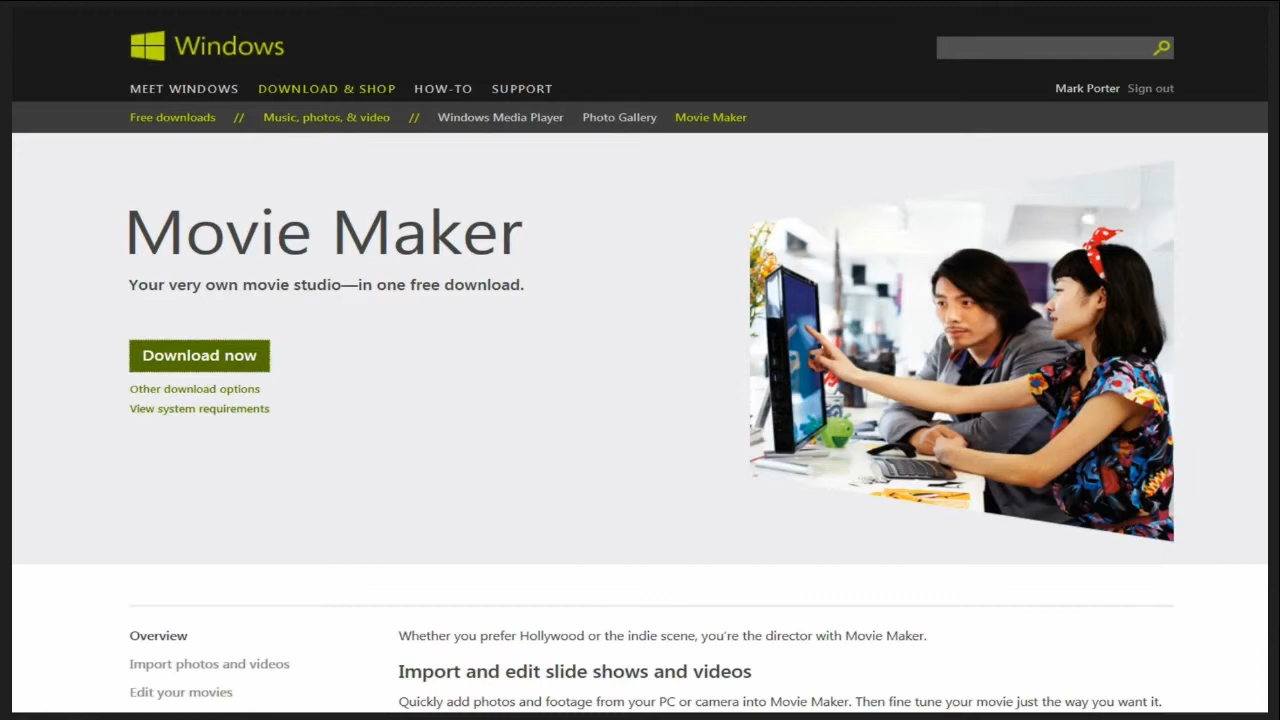 Windows
MEET WINDOWS DOWNLOAD & SHOP HOW-TO SUPPORT
Mark Porter Sign out
Free downloads // Music, photos, & video // Windows Media Player Photo Gallery Movie Maker
Movie Maker
Your very own movie studio—in one free download.
Download now
Other download options
View system requirements
Overview
Import photos and videos
Edit your movies
Whether you prefer Hollywood or the indie scene, you're the director with Movie Maker.
Import and edit slide shows and videos
Quickly add photos and footage from your PC or camera into Movie Maker. Then fine tune your movie just the way you want it.